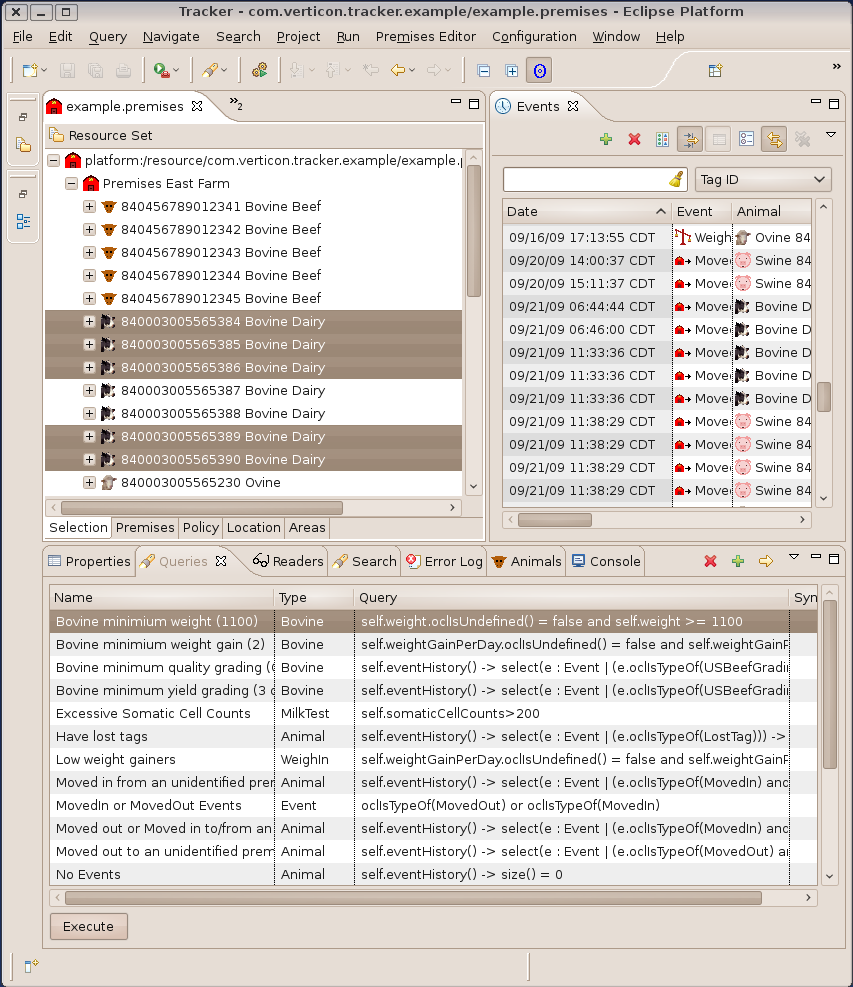 Tracker - com.verticon.tracker.example/example.premises - Eclipse Platform
File Edit Query Navigate Search Project Run Premises Editor Configuration Window Help
example.premises
»2
Resource Set
platform:/resource/com.verticon.tracker.example/example.p
Premises East Farm
840456789012341 Bovine Beef
840456789012342 Bovine Beef
840456789012343 Bovine Beef
840456789012344 Bovine Beef
840456789012345 Bovine Beef
840003005565384 Bovine Dairy
840003005565385 Bovine Dairy
840003005565386 Bovine Dairy
840003005565387 Bovine Dairy
840003005565388 Bovine Dairy
840003005565389 Bovine Dairy
840003005565390 Bovine Dairy
840003005565230 Ovine
Selection Premises Policy Location Areas
Events
Tag ID
Date Event Animal
09/16/09 17:13:55 CDT Weigh Ovine 84
09/20/09 14:00:37 CDT Move Swine 84
09/20/09 15:11:37 CDT Move Swine 84
09/21/09 06:44:44 CDT Move Bovine D
09/21/09 06:46:00 CDT Move Bovine D
09/21/09 11:33:36 CDT Move Bovine D
09/21/09 11:33:36 CDT Move Bovine D
09/21/09 11:33:36 CDT Move Bovine D
09/21/09 11:38:29 CDT Move Swine 84
09/21/09 11:38:29 CDT Move Swine 84
09/21/09 11:38:29 CDT Move Swine 84
09/21/09 11:38:29 CDT Move Swine 84
Properties Queries Readers Search Error Log Animals Console
Name Type Query Syn
Bovine minimium weight (1100) Bovine self.weight.oclIsUndefined() = false and self.weight >= 1100
Bovine minimium weight gain (2) Bovine self.weightGainPerDay.oclIsUndefined() = false and self.weightGainP
Bovine minimum quality grading ( Bovine self.eventHistory() -> select(e : Event | (e.oclIsTypeOf(USBeefGradi
Bovine minimum yield grading (3 Bovine self.eventHistory() -> select(e : Event | (e.oclIsTypeOf(USBeefGradi
Excessive Somatic Cell Counts MilkTest self.somaticCellCounts>200
Have lost tags Animal self.eventHistory() -> select(e : Event | (e.oclIsTypeOf(LostTag))) ->
Low weight gainers WeighIn self.weightGainPerDay.oclIsUndefined() = false and self.weightGainP
Moved in from an unidentified prer Animal self.eventHistory() -> select(e : Event | (e.oclIsTypeOf(MovedIn) and
MovedIn or MovedOut Events Event oclIsTypeOf(MovedOut) or oclIsTypeOf(MovedIn)
Moved out or Moved in to/from an Animal self.eventHistory() -> select(e : Event | (e.oclIsTypeOf(MovedIn) and
Moved out to an unidentified prem Animal self.eventHistory() -> select(e : Event | (e.oclIsTypeOf(MovedOut) a
No Events Animal self.eventHistory() -> size() = 0
Execute